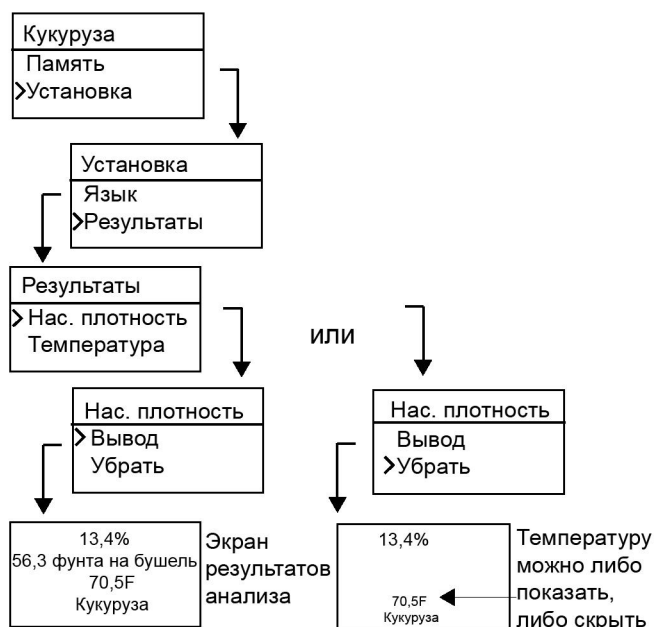 Кукуруза
Память
>Установка
Установка
Язык
>Результаты
Результаты
> Нас. плотность
Температура
или
Нас. плотность
> Вывод
Убрать
Нас. плотность
Вывод
>Убрать
13,4%
56,3 фунта на бушель
70,5F
Кукуруза
Экран
результатов
анализа
13,4%
70,5F
Кукуруза
Температуру
можно либо
показать,
либо скрыть